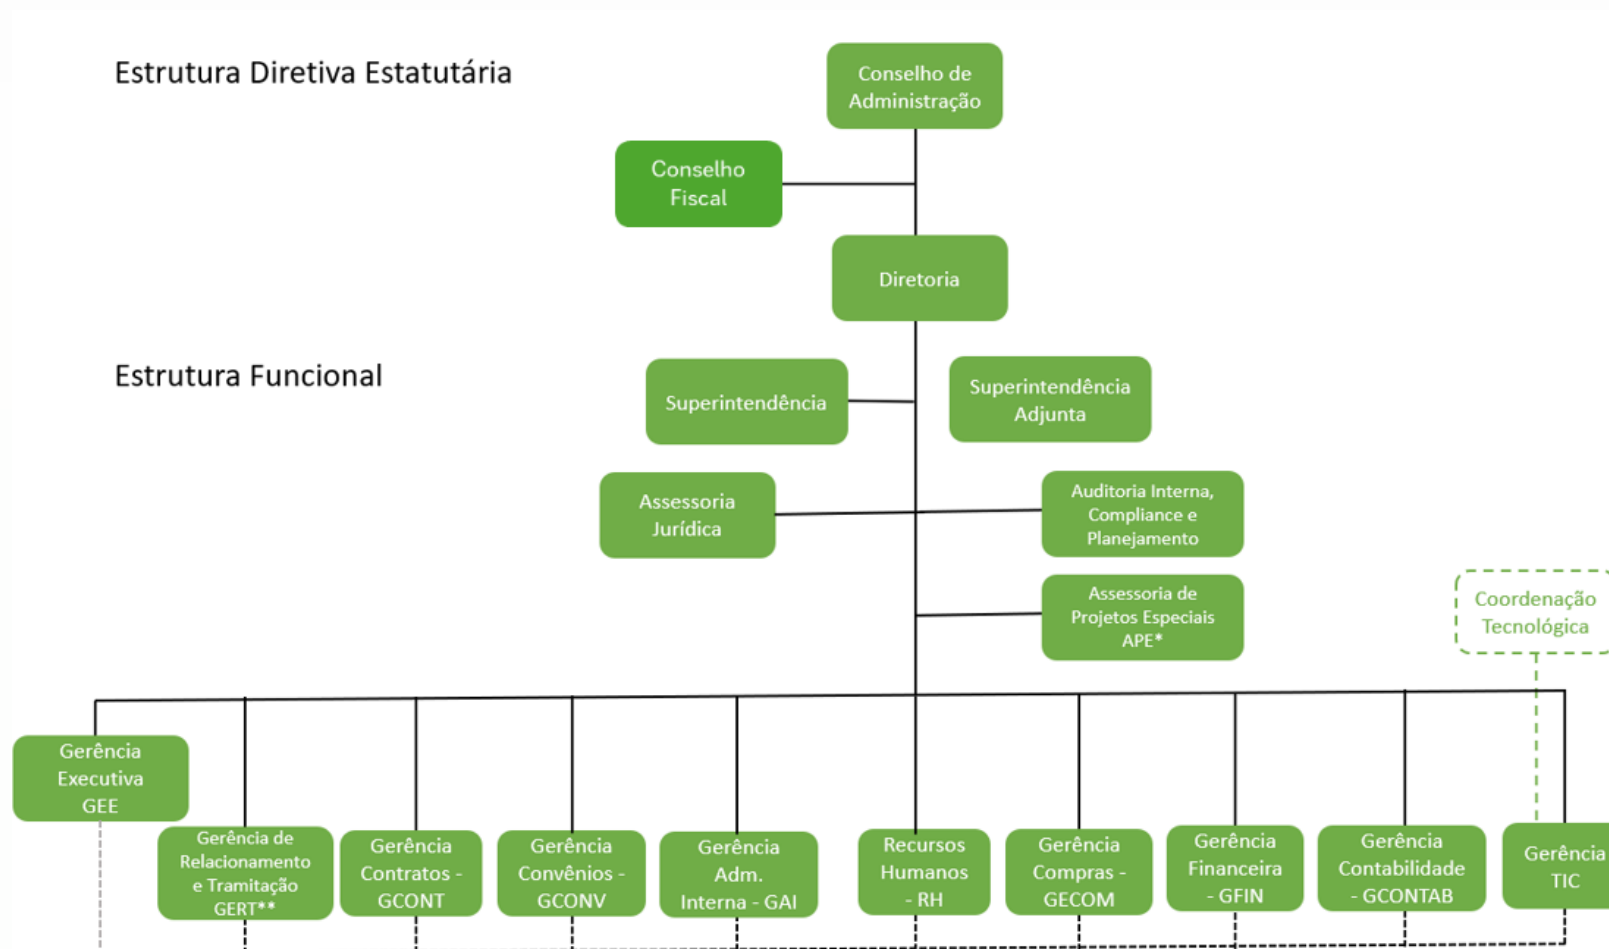 Estrutura Diretiva Estatutária
Conselho de
Administração
Conselho
Fiscal
Diretoria
Estrutura Funcional
Superintendência
Superintendência
Adjunta
Assessoria
Jurídica
Auditoria Interna,
Compliance e
Planejamento
Assessoria de
Projetos Especiais
APE*
Coordenação
Tecnológica
Gerência
Executiva
GEE
Gerência de
Relacionamento
e Tramitação
GERT**
Gerência
Contratos -
GCONT
Gerência
Convênios -
GCONV
Gerência
Adm.
Interna - GAI
Recursos
Humanos
- RH
Gerência
Compras -
GECOM
Gerência
Financeira
- GFIN
Gerência
Contabilidade
- GCONTAB
Gerência
TIC